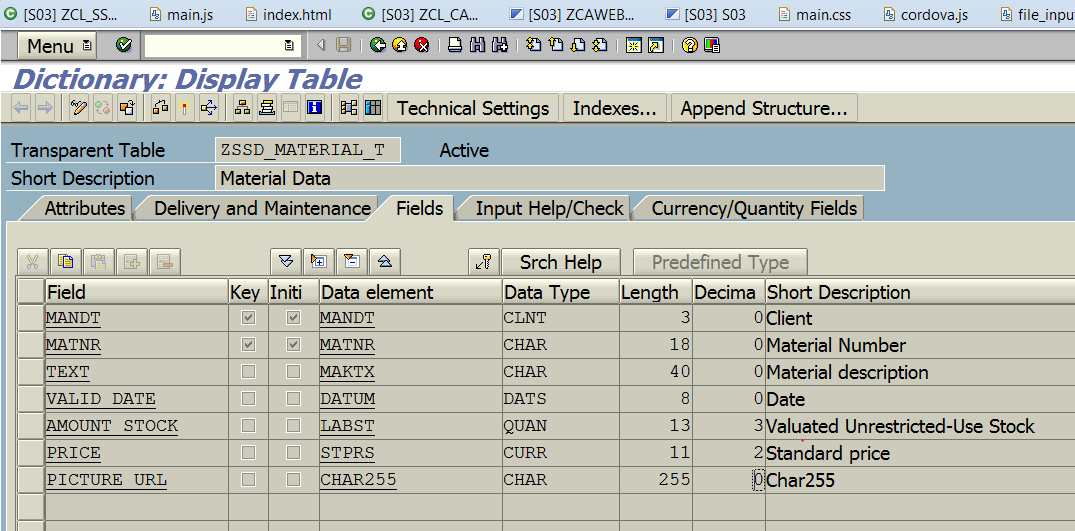 [S03] ZCL_SS... main.js index.html [S03] ZCL_CA... [S03] ZCAWEB... [S03] S03 main.css cordova.js file_inpu
Menu
Dictionary: Display Table
Technical Settings Indexes... Append Structure...
Transparent Table ZSSD_MATERIAL_T Active
Short Description Material Data
Attributes Delivery and Maintenance Fields Input Help/Check Currency/Quantity Fields
Srch Help Predefined Type
Field Key Initi Data element Data Type Length Decima Short Description
MANDT MANDT CLNT 3 0 Client
MATNR MATNR CHAR 18 0 Material Number
TEXT MAKTX CHAR 40 0 Material description
VALID_DATE DATUM DATS 8 0 Date
AMOUNT_STOCK LABST QUAN 13 3 Valuated Unrestricted-Use Stock
PRICE STPRS CURR 11 2 Standard price
PICTURE_URL CHAR255 CHAR 255 0 Char255